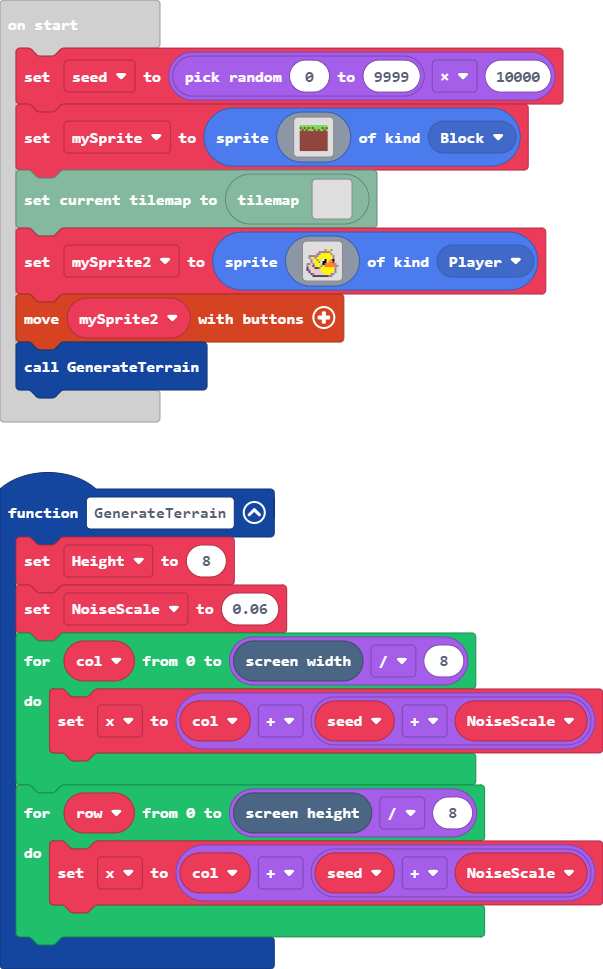 on start
set seed to pick random 0 to 9999 × 10000
set mySprite to sprite of kind Block
set current tilemap to tilemap
set mySprite2 to sprite of kind Player
move mySprite2 with buttons
call GenerateTerrain
function GenerateTerrain
set Height to 8
set NoiseScale to 0.06
for col from 0 to screen width / 8
do
set x to col + seed + NoiseScale
for row from 0 to screen height / 8
do
set x to col + seed + NoiseScale